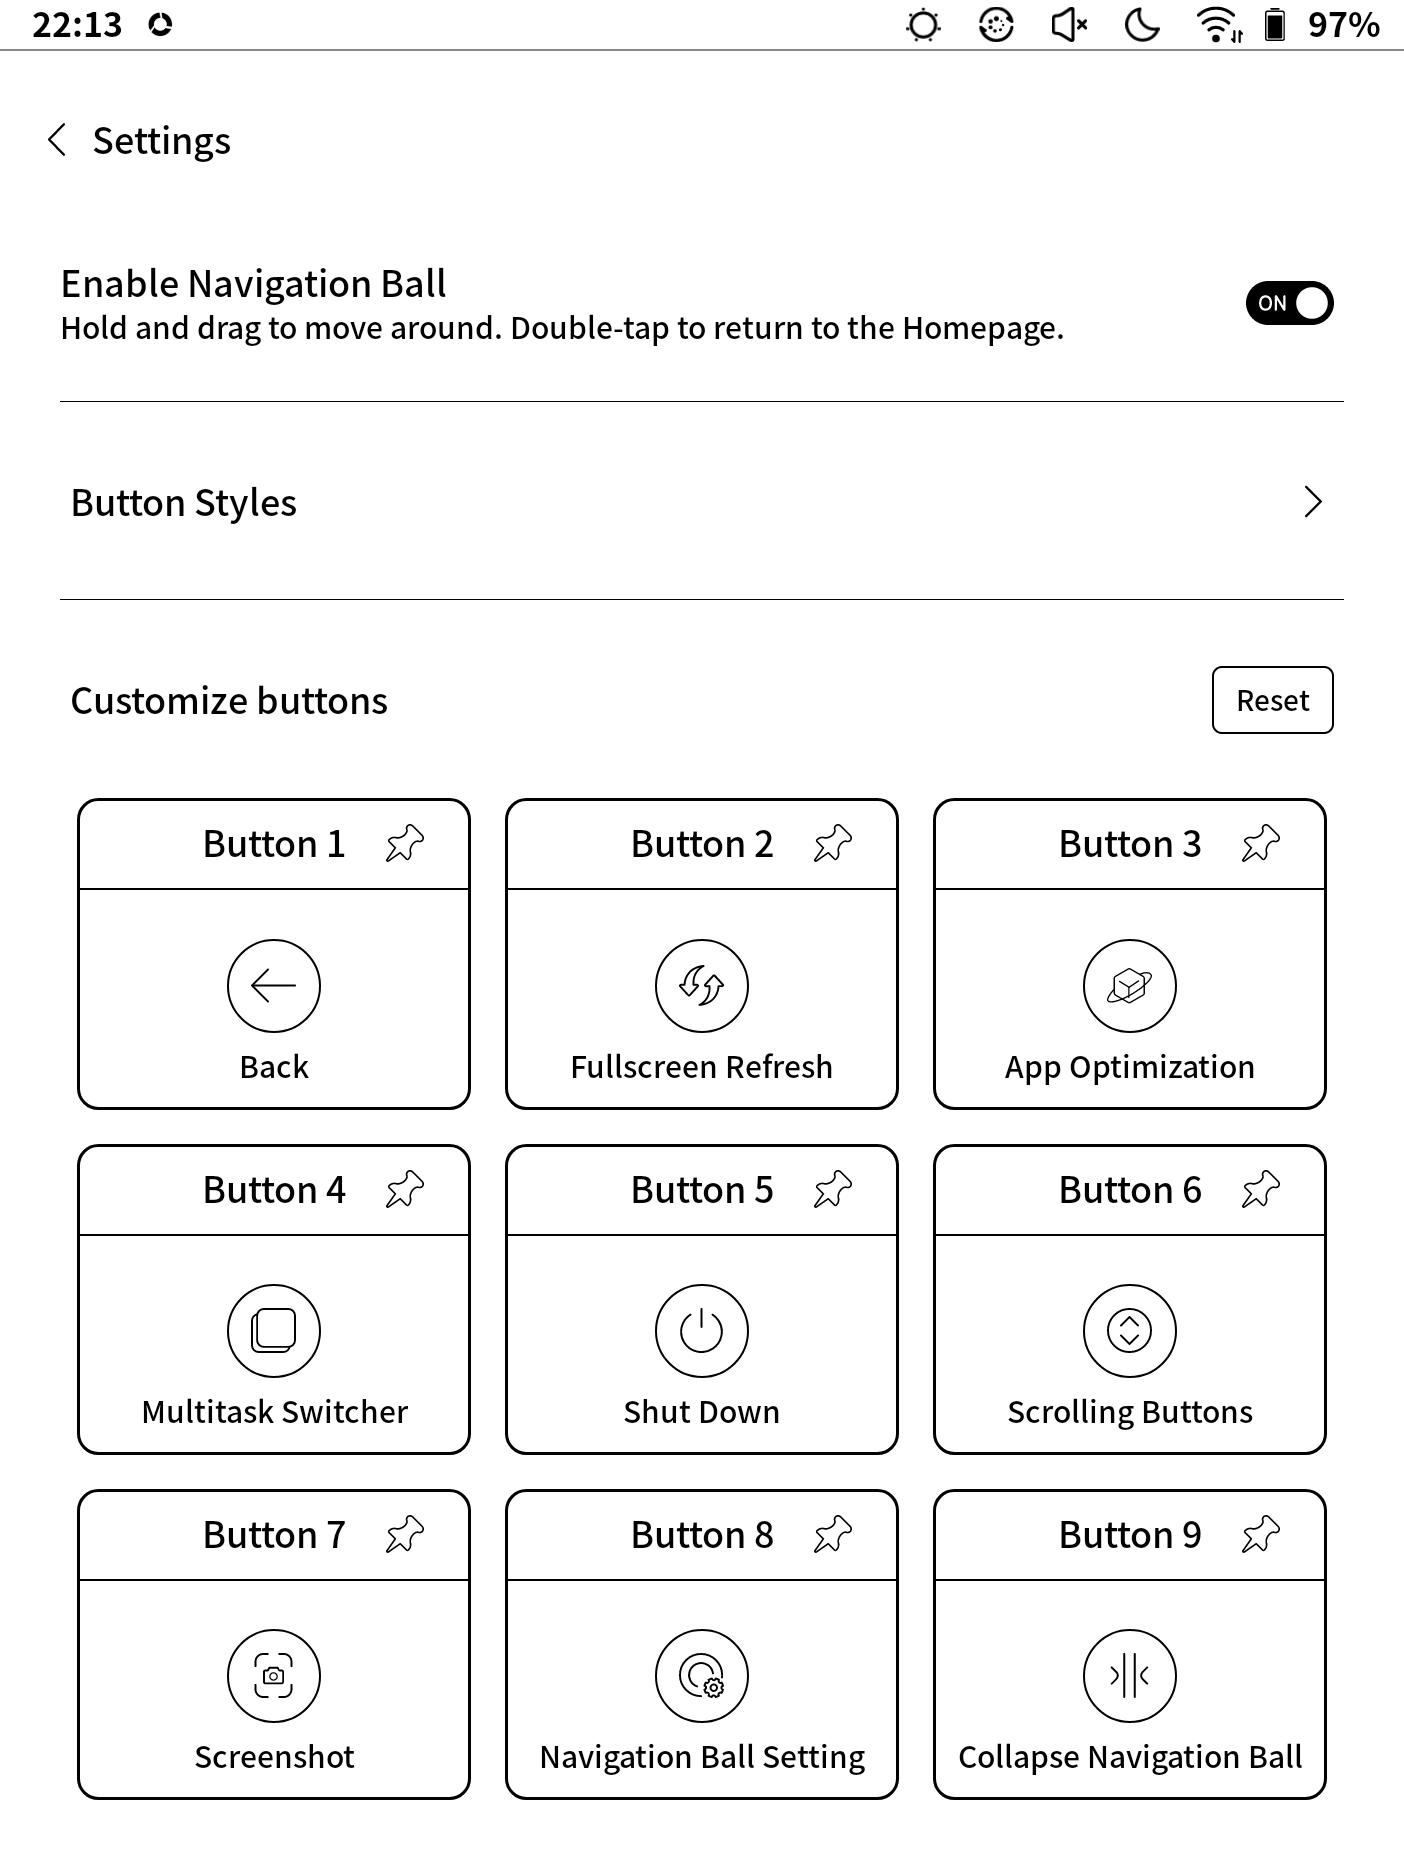 22:13 97%
Settings
Enable Navigation Ball
ON
Hold and drag to move around. Double-tap to return to the Homepage.
Button Styles
Customize buttons
Reset
Button 1
Back
Button 2
Fullscreen Refresh
Button 3
App Optimization
Button 4
Multitask Switcher
Button 5
Shut Down
Button 6
Scrolling Buttons
Button 7
Screenshot
Button 8
Navigation Ball Setting
Button 9
Collapse Navigation Ball